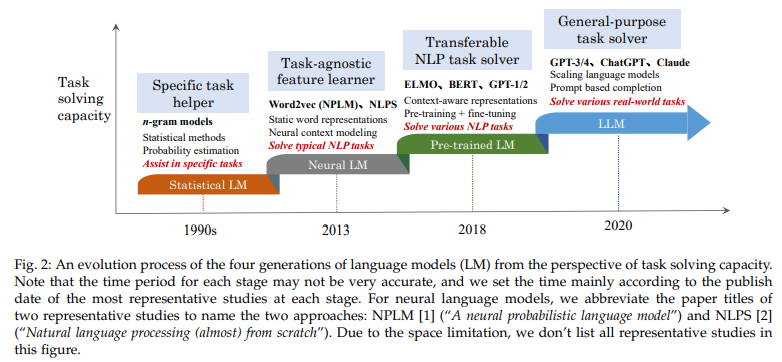 Task
solving
capacity
Specific task
helper
n-gram models
Statistical methods
Probability estimation
Assist in specific tasks
Statistical LM
1990s
Task-agnostic
feature learner
Word2vec (NPLM)、NLPS
Static word representations
Neural context modeling
Solve typical NLP tasks
Neural LM
2013
Transferable
NLP task solver
ELMO、BERT、GPT-1/2
Context-aware representations
Pre-training + fine-tuning
Solve various NLP tasks
Pre-trained LM
2018
General-purpose
task solver
GPT-3/4、ChatGPT、Claude
Scaling language models
Prompt based completion
Solve various real-world tasks
LLM
2020
Fig. 2: An evolution process of the four generations of language models (LM) from the perspective of task solving capacity.
Note that the time period for each stage may not be very accurate, and we set the time mainly according to the publish
date of the most representative studies at each stage. For neural language models, we abbreviate the paper titles of
two representative studies to name the two approaches: NPLM [1] (“A neural probabilistic language model”) and NLPS [2]
(“Natural language processing (almost) from scratch”). Due to the space limitation, we don’t list all representative studies in
this figure.